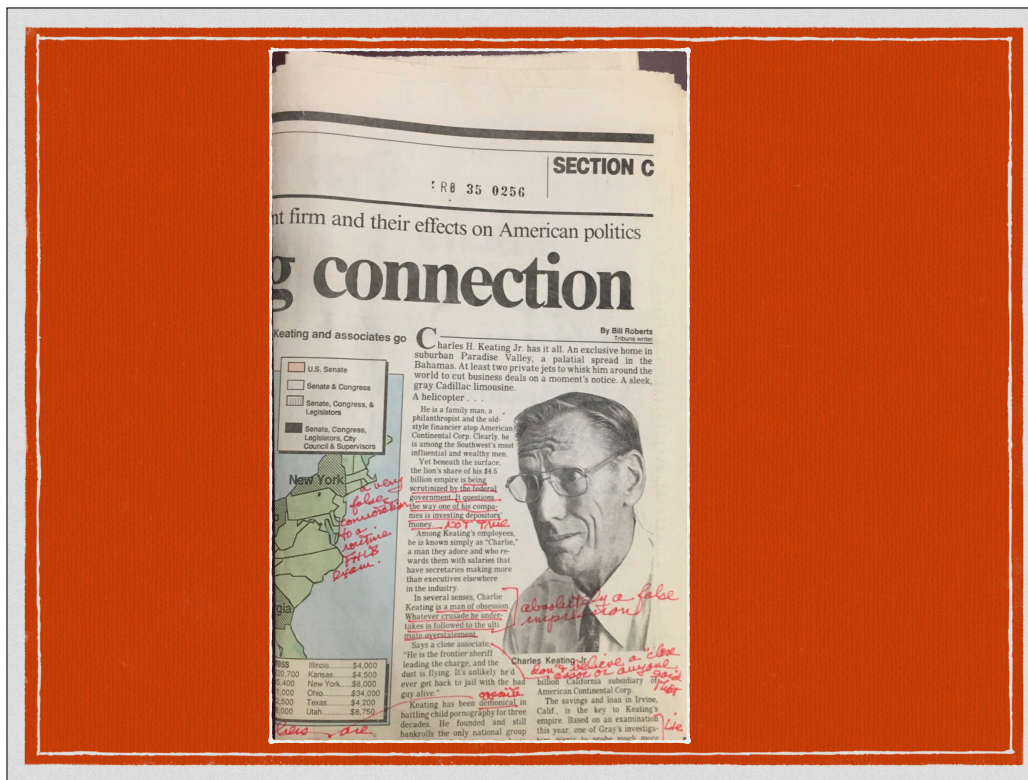 SECTION C
RB 35 0256
nt firm and their effects on American politics
g connection
Keating and associates go
U.S. Senate
Senate & Congress
Senate, Congress, &
Legislators
Senate, Congress,
Legislators, City
Council & Supervisors
New York
gia
a very
false
connotation
to a
routine
FHLB
exam!
RESS
Illinois......$4,000
20,700 Kansas......$4,500
5,400 New York......$8,000
1,000 Ohio......$34,000
2,500 Texas......$4,200
8,000 Utah......$8,750
are
By Bill Roberts
Tribune writer
Charles H. Keating Jr. has it all. An exclusive home in
suburban Paradise Valley, a palatial spread in the
Bahamas. At least two private jets to whisk him around the
world to cut business deals on a moment's notice. A sleek,
gray Cadillac limousine.
A helicopter . . .
He is a family man, a
philanthropist and the old-
style financier atop American
Continental Corp. Clearly, he
is among the Southwest's most
influential and wealthy men.
Yet beneath the surface,
the lion's share of his $4.5
billion empire is being
scrutinized by the federal
government. It questions
the way one of his compa-
nies is investing depositors'
money. NOT TRUE
Among Keating's employees,
he is known simply as "Charlie,"
a man they adore and who re-
wards them with salaries that
have secretaries making more
than executives elsewhere
in the industry.
In several senses, Charlie
Keating is a man of obsession.
Whatever crusade he under-
takes is followed to the ulti
mate overstatement.
absolutely a false
impression
Says a close associate,
"He is the frontier sheriff
leading the charge, and the
dust is flying. It's unlikely he'd
ever get back to jail with the bad
guy alive."
Keating has been demonical in
battling child pornography for three
decades. He founded and still
bankrolls the only national group
Charles Keating Jr.
don't believe a "close
assoc or anyone said
that
billion California subsidiary of
American Continental Corp.
The savings and loan in Irvine,
Calif., is the key to Keating's
empire. Based on an examination
this year, one of Gray's investiga-
Lie